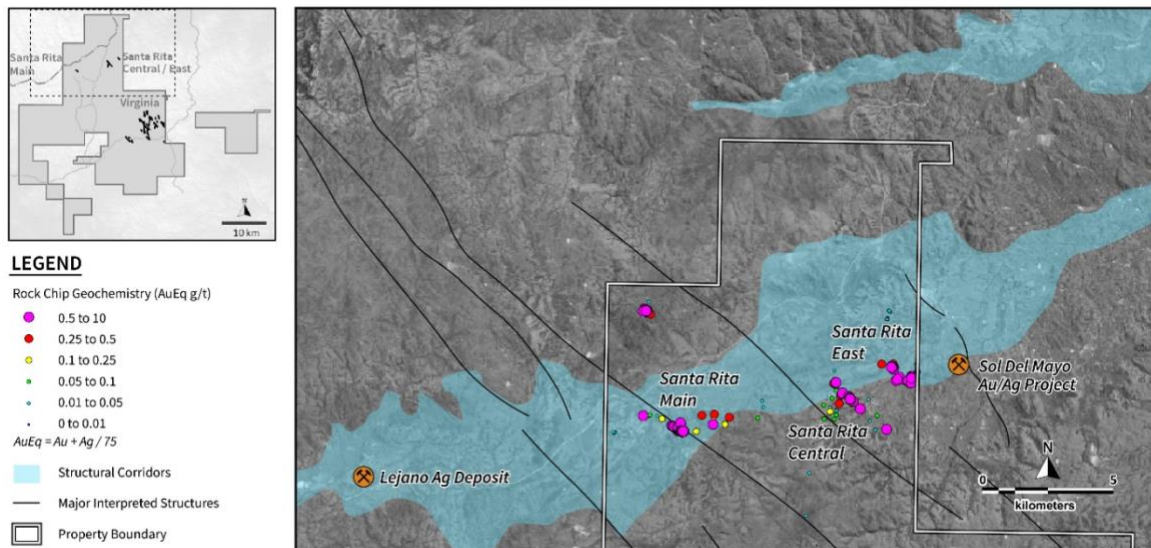 Santa Rita
Main
Santa Rita
Central / East
Virginia
N
10 km
LEGEND
Rock Chip Geochemistry (AuEq g/t)
0.5 to 10
0.25 to 0.5
0.1 to 0.25
0.05 to 0.1
0.01 to 0.05
0 to 0.01
AuEq = Au + Ag / 75
Structural Corridors
Major Interpreted Structures
Property Boundary
Santa Rita
East
Sol Del Mayo
Au/Ag Project
Santa Rita
Main
Santa Rita
Central
Lejano Ag Deposit
N
0 5
kilometers